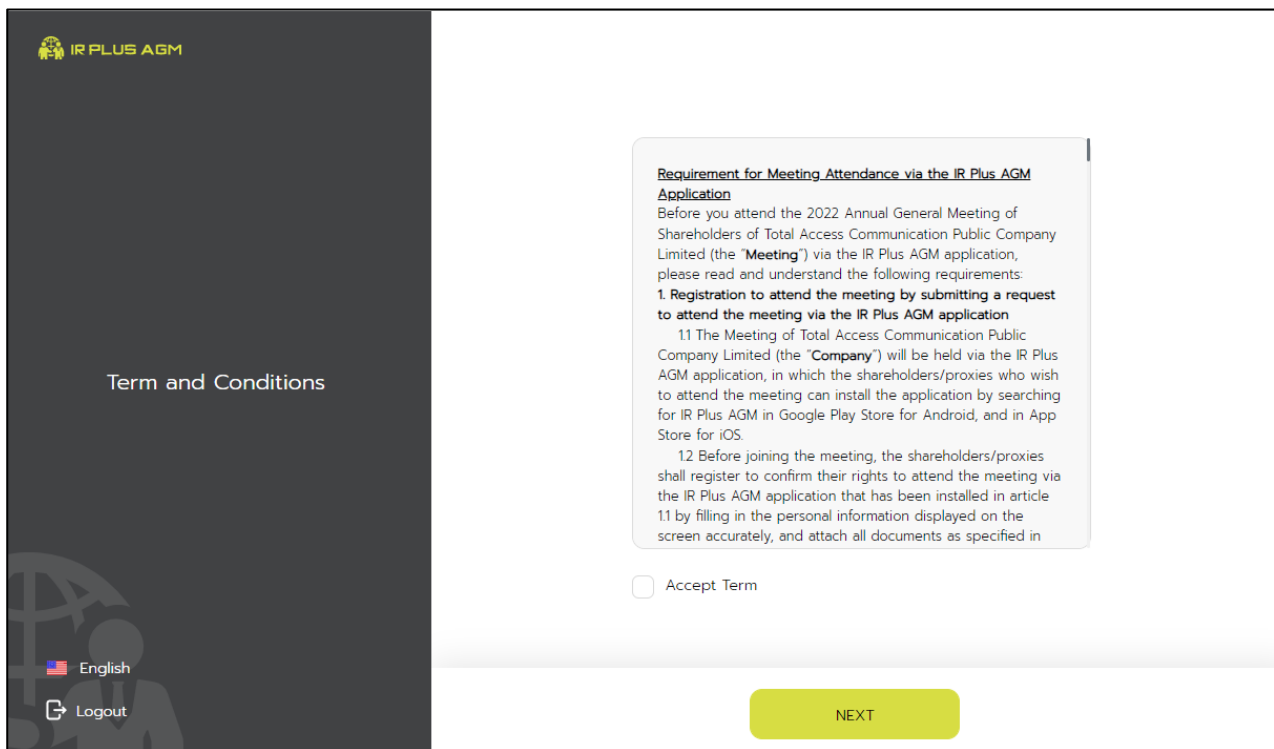 IR PLUS AGM
Term and Conditions
English
Logout
Requirement for Meeting Attendance via the IR Plus AGM
Application
Before you attend the 2022 Annual General Meeting of
Shareholders of Total Access Communication Public Company
Limited (the "Meeting") via the IR Plus AGM application,
please read and understand the following requirements:
1. Registration to attend the meeting by submitting a request
to attend the meeting via the IR Plus AGM application
1.1 The Meeting of Total Access Communication Public
Company Limited (the "Company") will be held via the IR Plus
AGM application, in which the shareholders/proxies who wish
to attend the meeting can install the application by searching
for IR Plus AGM in Google Play Store for Android, and in App
Store for iOS.
1.2 Before joining the meeting, the shareholders/proxies
shall register to confirm their rights to attend the meeting via
the IR Plus AGM application that has been installed in article
1.1 by filling in the personal information displayed on the
screen accurately, and attach all documents as specified in
Accept Term
NEXT